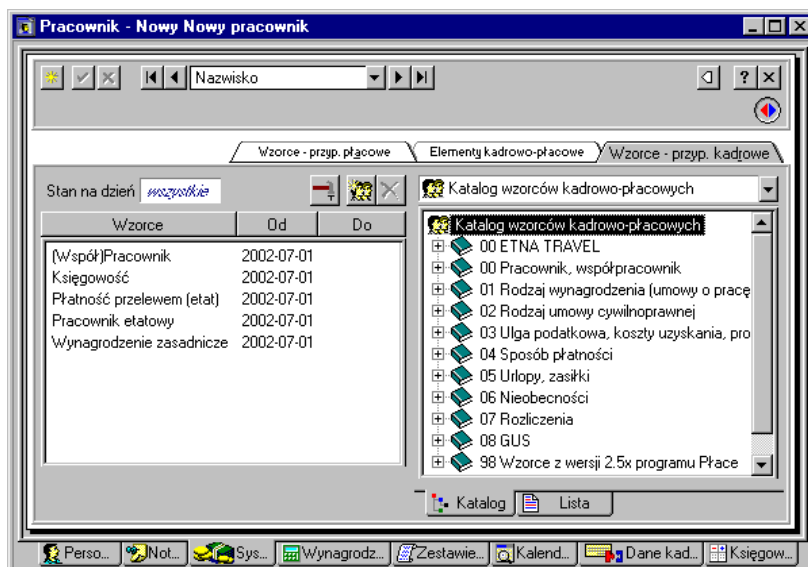 Pracownik - Nowy Nowy pracownik
Nazwisko
?
Wzorce - przyp. płacowe
Elementy kadrowo-płacowe
Wzorce - przyp. kadrowe
Stan na dzień wszystkie
Katalog wzorców kadrowo-płacowych
Wzorce Od Do
(Współ)Pracownik 2002-07-01
Księgowość 2002-07-01
Płatność przelewem (etat) 2002-07-01
Pracownik etatowy 2002-07-01
Wynagrodzenie zasadnicze 2002-07-01
Katalog wzorców kadrowo-płacowych
00 ETNA TRAVEL
00 Pracownik, współpracownik
01 Rodzaj wynagrodzenia (umowy o pracę
02 Rodzaj umowy cywilnoprawnej
03 Ulga podatkowa, koszty uzyskania, pro
04 Sposób płatności
05 Urlopy, zasiłki
06 Nieobecności
07 Rozliczenia
08 GUS
98 Wzorce z wersji 2.5x programu Płace
Katalog Lista
Perso... Not... Sys... Wynagrodz... Zestawie... Kalend... Dane kad... Księgow...